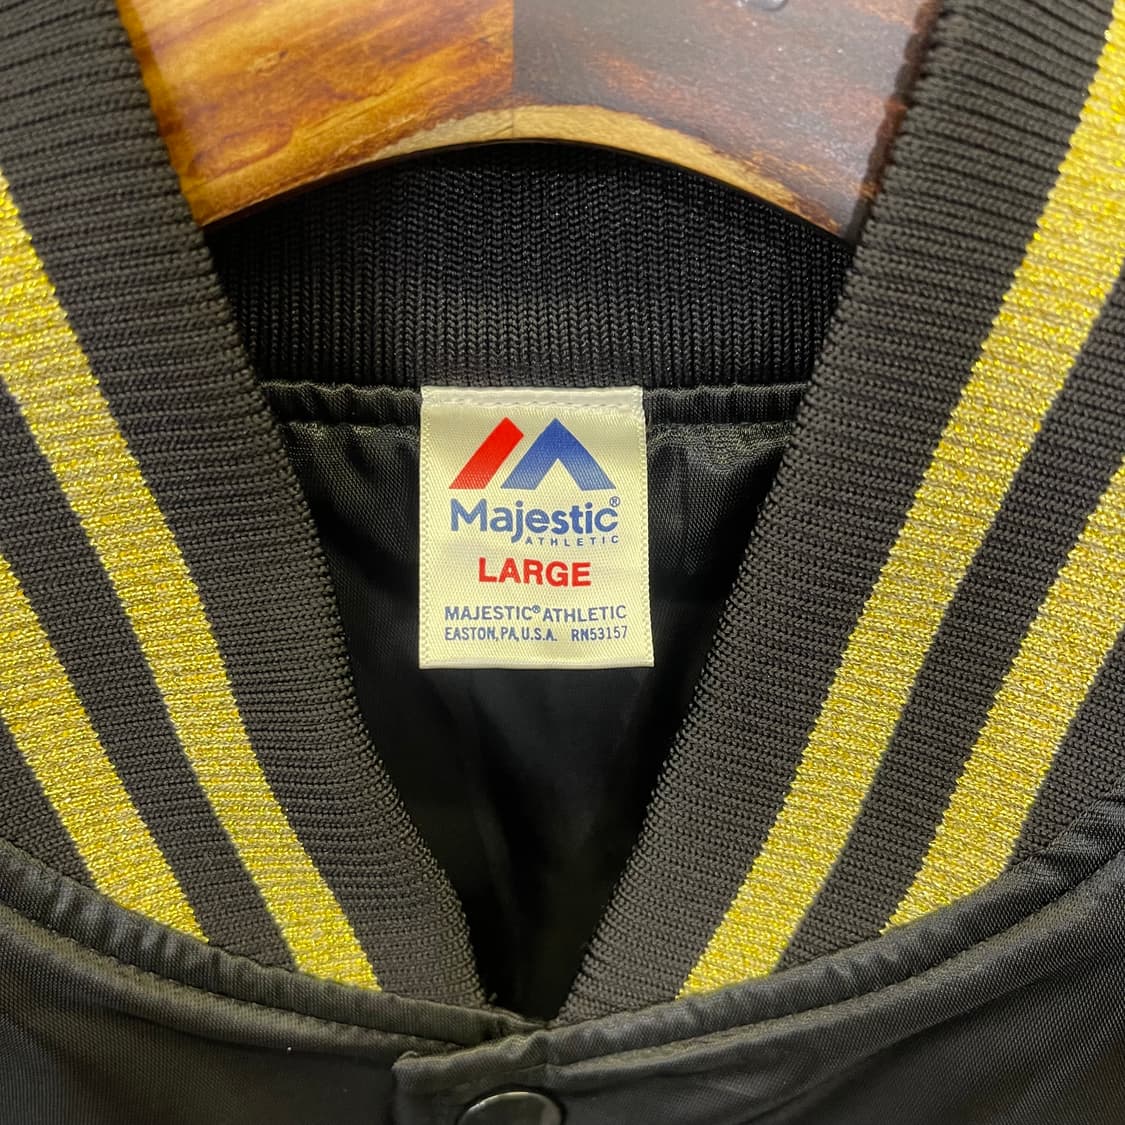 Majestic®
ATHLETIC
LARGE
MAJESTIC® ATHLETIC
EASTON, PA, U.S.A. RN53157